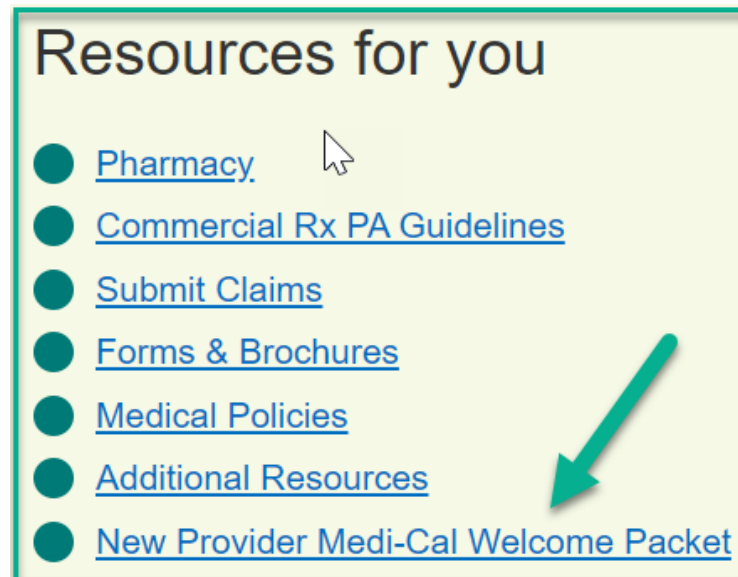 Resources for you
Pharmacy
Commercial Rx PA Guidelines
Submit Claims
Forms & Brochures
Medical Policies
Additional Resources
New Provider Medi-Cal Welcome Packet